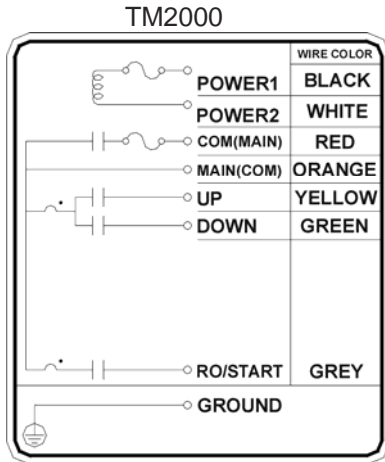 TM2000
WIRE COLOR
POWER1 BLACK
POWER2 WHITE
COM(MAIN) RED
MAIN(COM) ORANGE
UP YELLOW
DOWN GREEN
RO/START GREY
GROUND